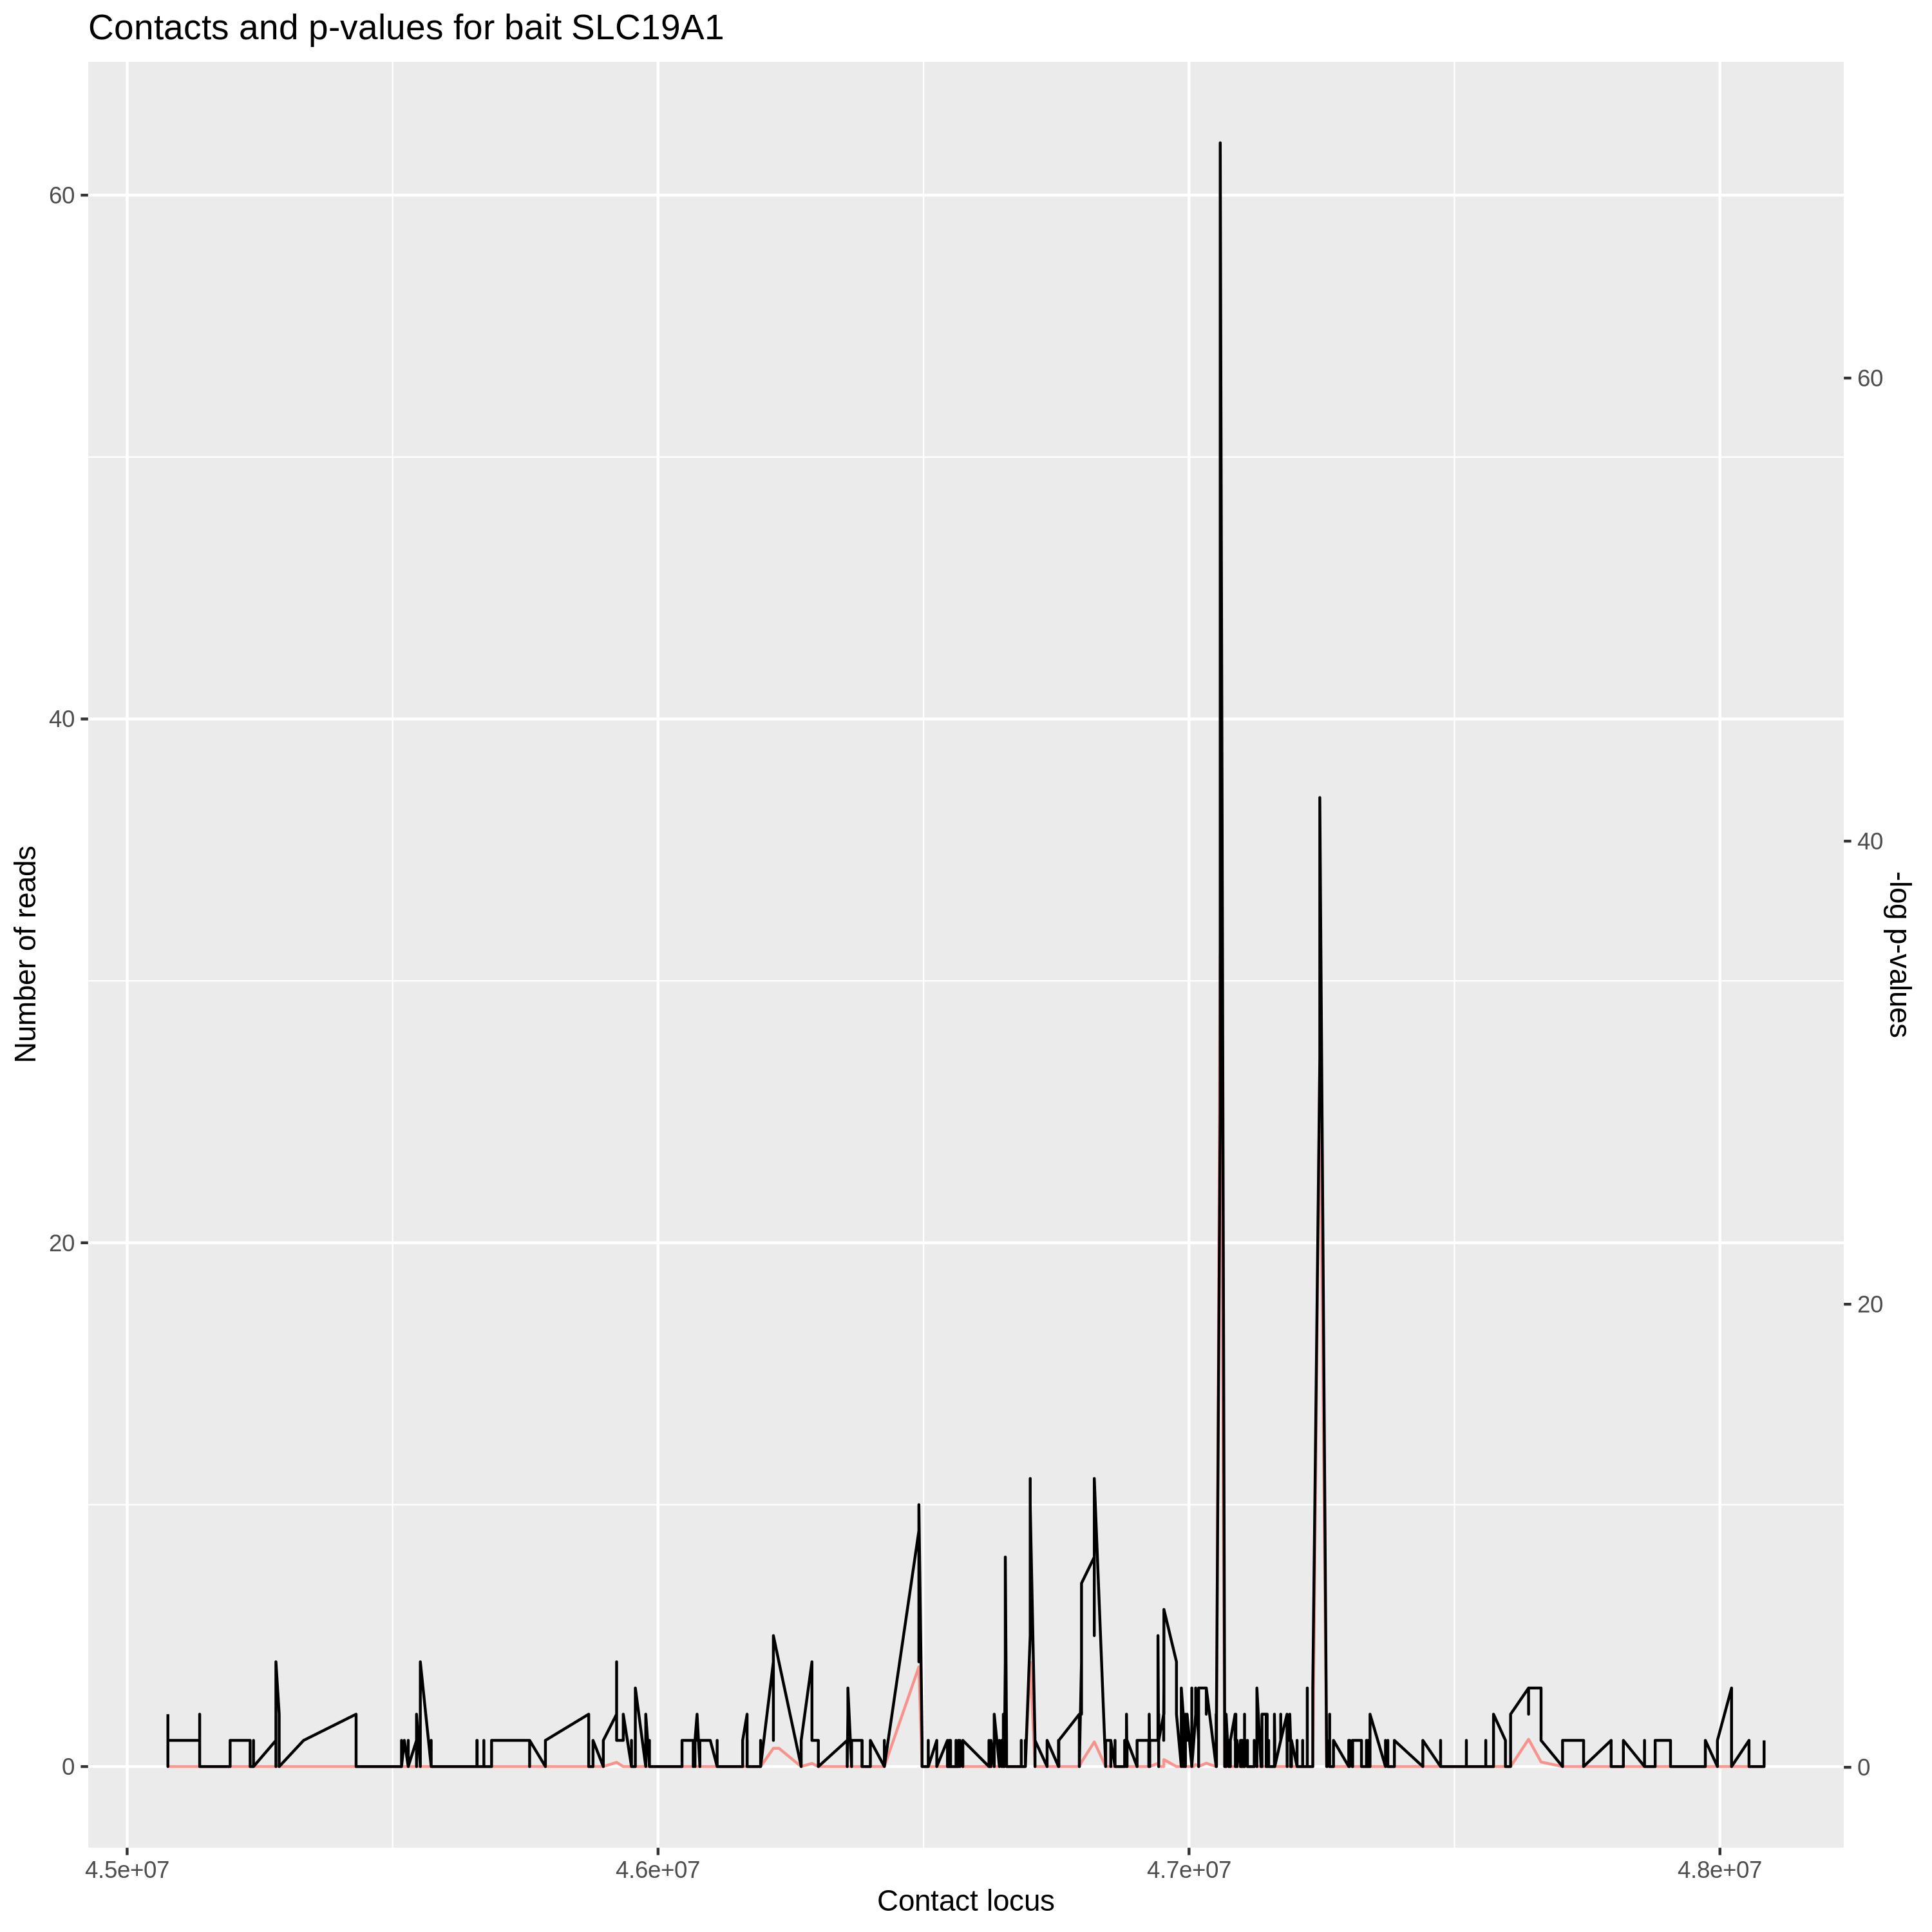 Contacts and p-values for bait SLC19A1
60
40
20
0
Number of reads
60
40
20
0
-log p-values
4.5e+07 4.6e+07 4.7e+07 4.8e+07
Contact locus